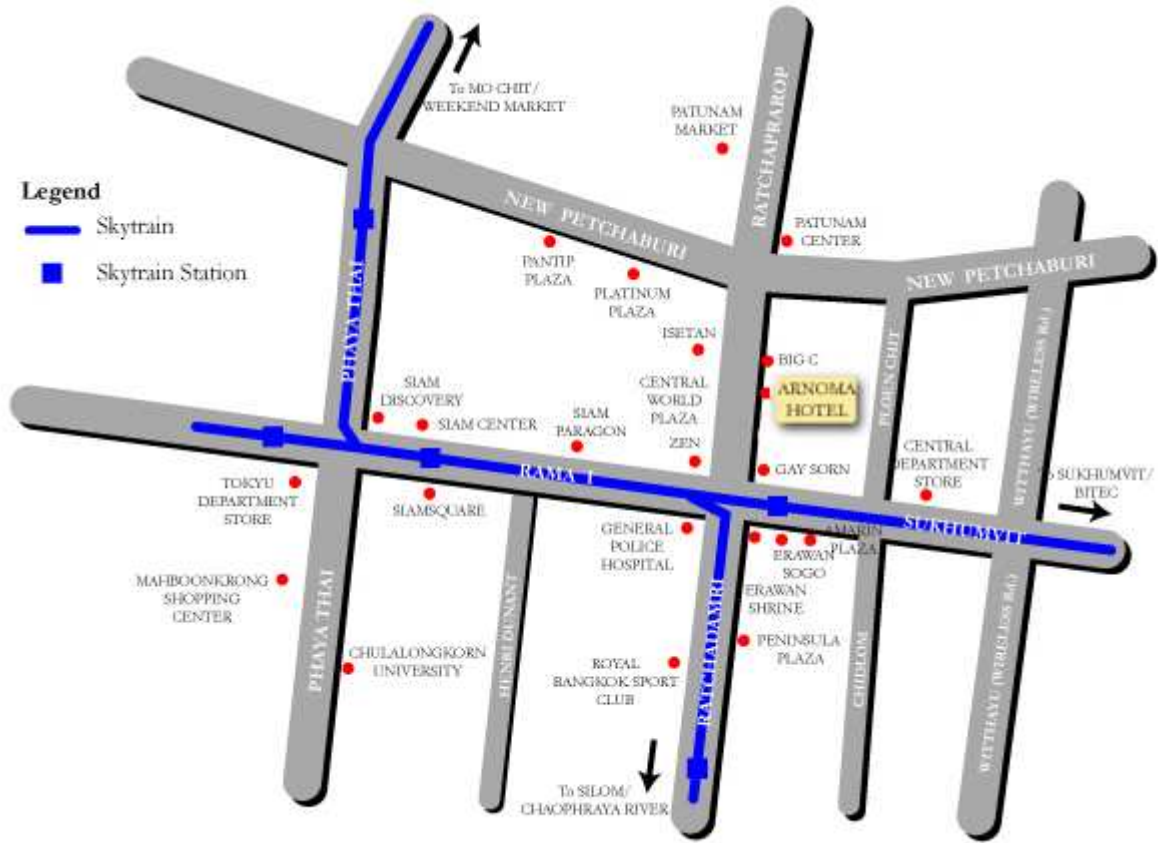 To MO CHIT/
WEEKEND MARKET
RATCHAPRAROP
PATUNAM
MARKET
Legend
Skytrain
Skytrain Station
NEW PETCHABURI
PATUNAM
CENTER
NEW PETCHABURI
PANTIP
PLAZA
PLATINUM
PLAZA
PHAYA THAI
ISETAN
BIG C
ARNOMA
HOTEL
PLOEN CHIT
WITTHAYU (WIRELESS Rd.)
SIAM
DISCOVERY
SIAM CENTER
CENTRAL
WORLD
PLAZA
SIAM
PARAGON
ZEN
GAY SORN
CENTRAL
DEPARTMENT
STORE
RAMA 1
TO SUKHUMVIT/
BITEC
TOKYU
DEPARTMENT
STORE
SIAMSQUARE
SUKHUMVIT
GENERAL
POLICE
HOSPITAL
AMARIN
PLAZA
ERAWAN
SOGO
ERAWAN
SHRINE
MAHBOONKRONG
SHOPPING
CENTER
PHAYA THAI
HENRI DUNANT
RATCHADAMRI
CHIDLOM
WITTHAYU (WIRELESS Rd.)
CHULALONGKORN
UNIVERSITY
PENINSULA
PLAZA
ROYAL
BANGKOK SPORT
CLUB
To SILOM/
CHAOPHRAYA RIVER